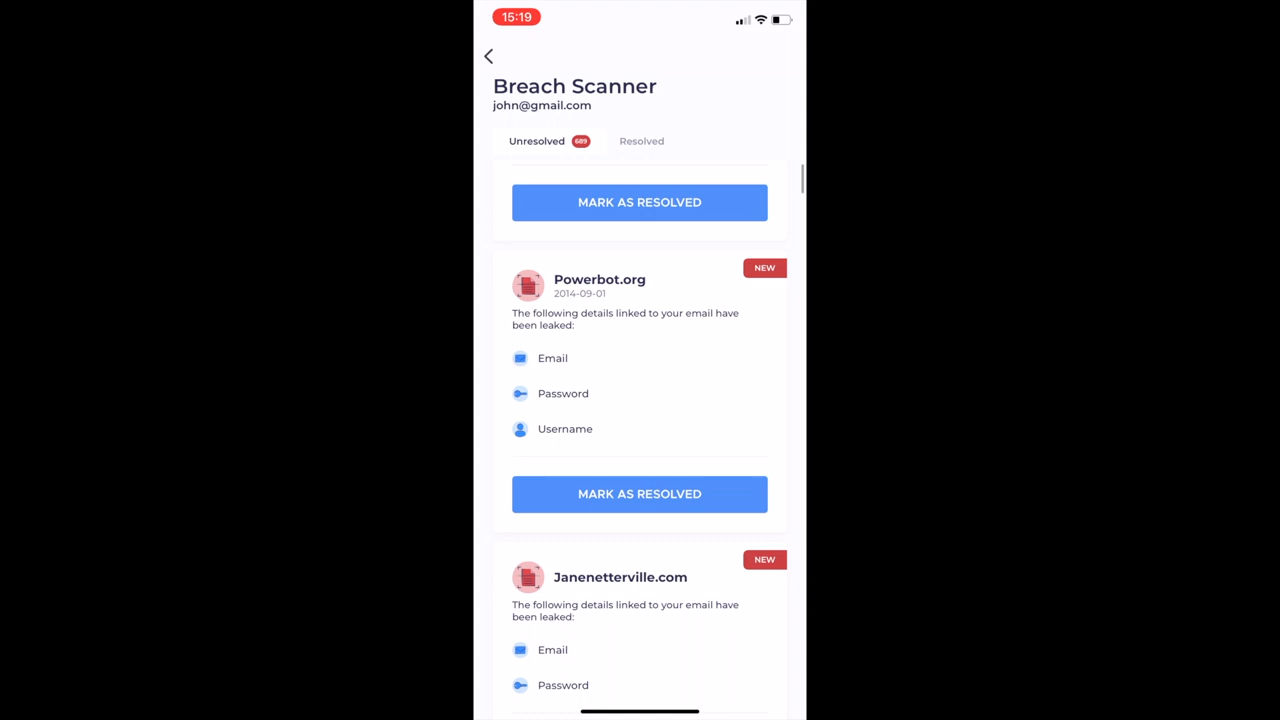 15:19
Breach Scanner
john@gmail.com
Unresolved 689 Resolved
MARK AS RESOLVED
NEW
Powerbot.org
2014-09-01
The following details linked to your email have
been leaked:
Email
Password
Username
MARK AS RESOLVED
NEW
Janenetterville.com
The following details linked to your email have
been leaked:
Email
Password